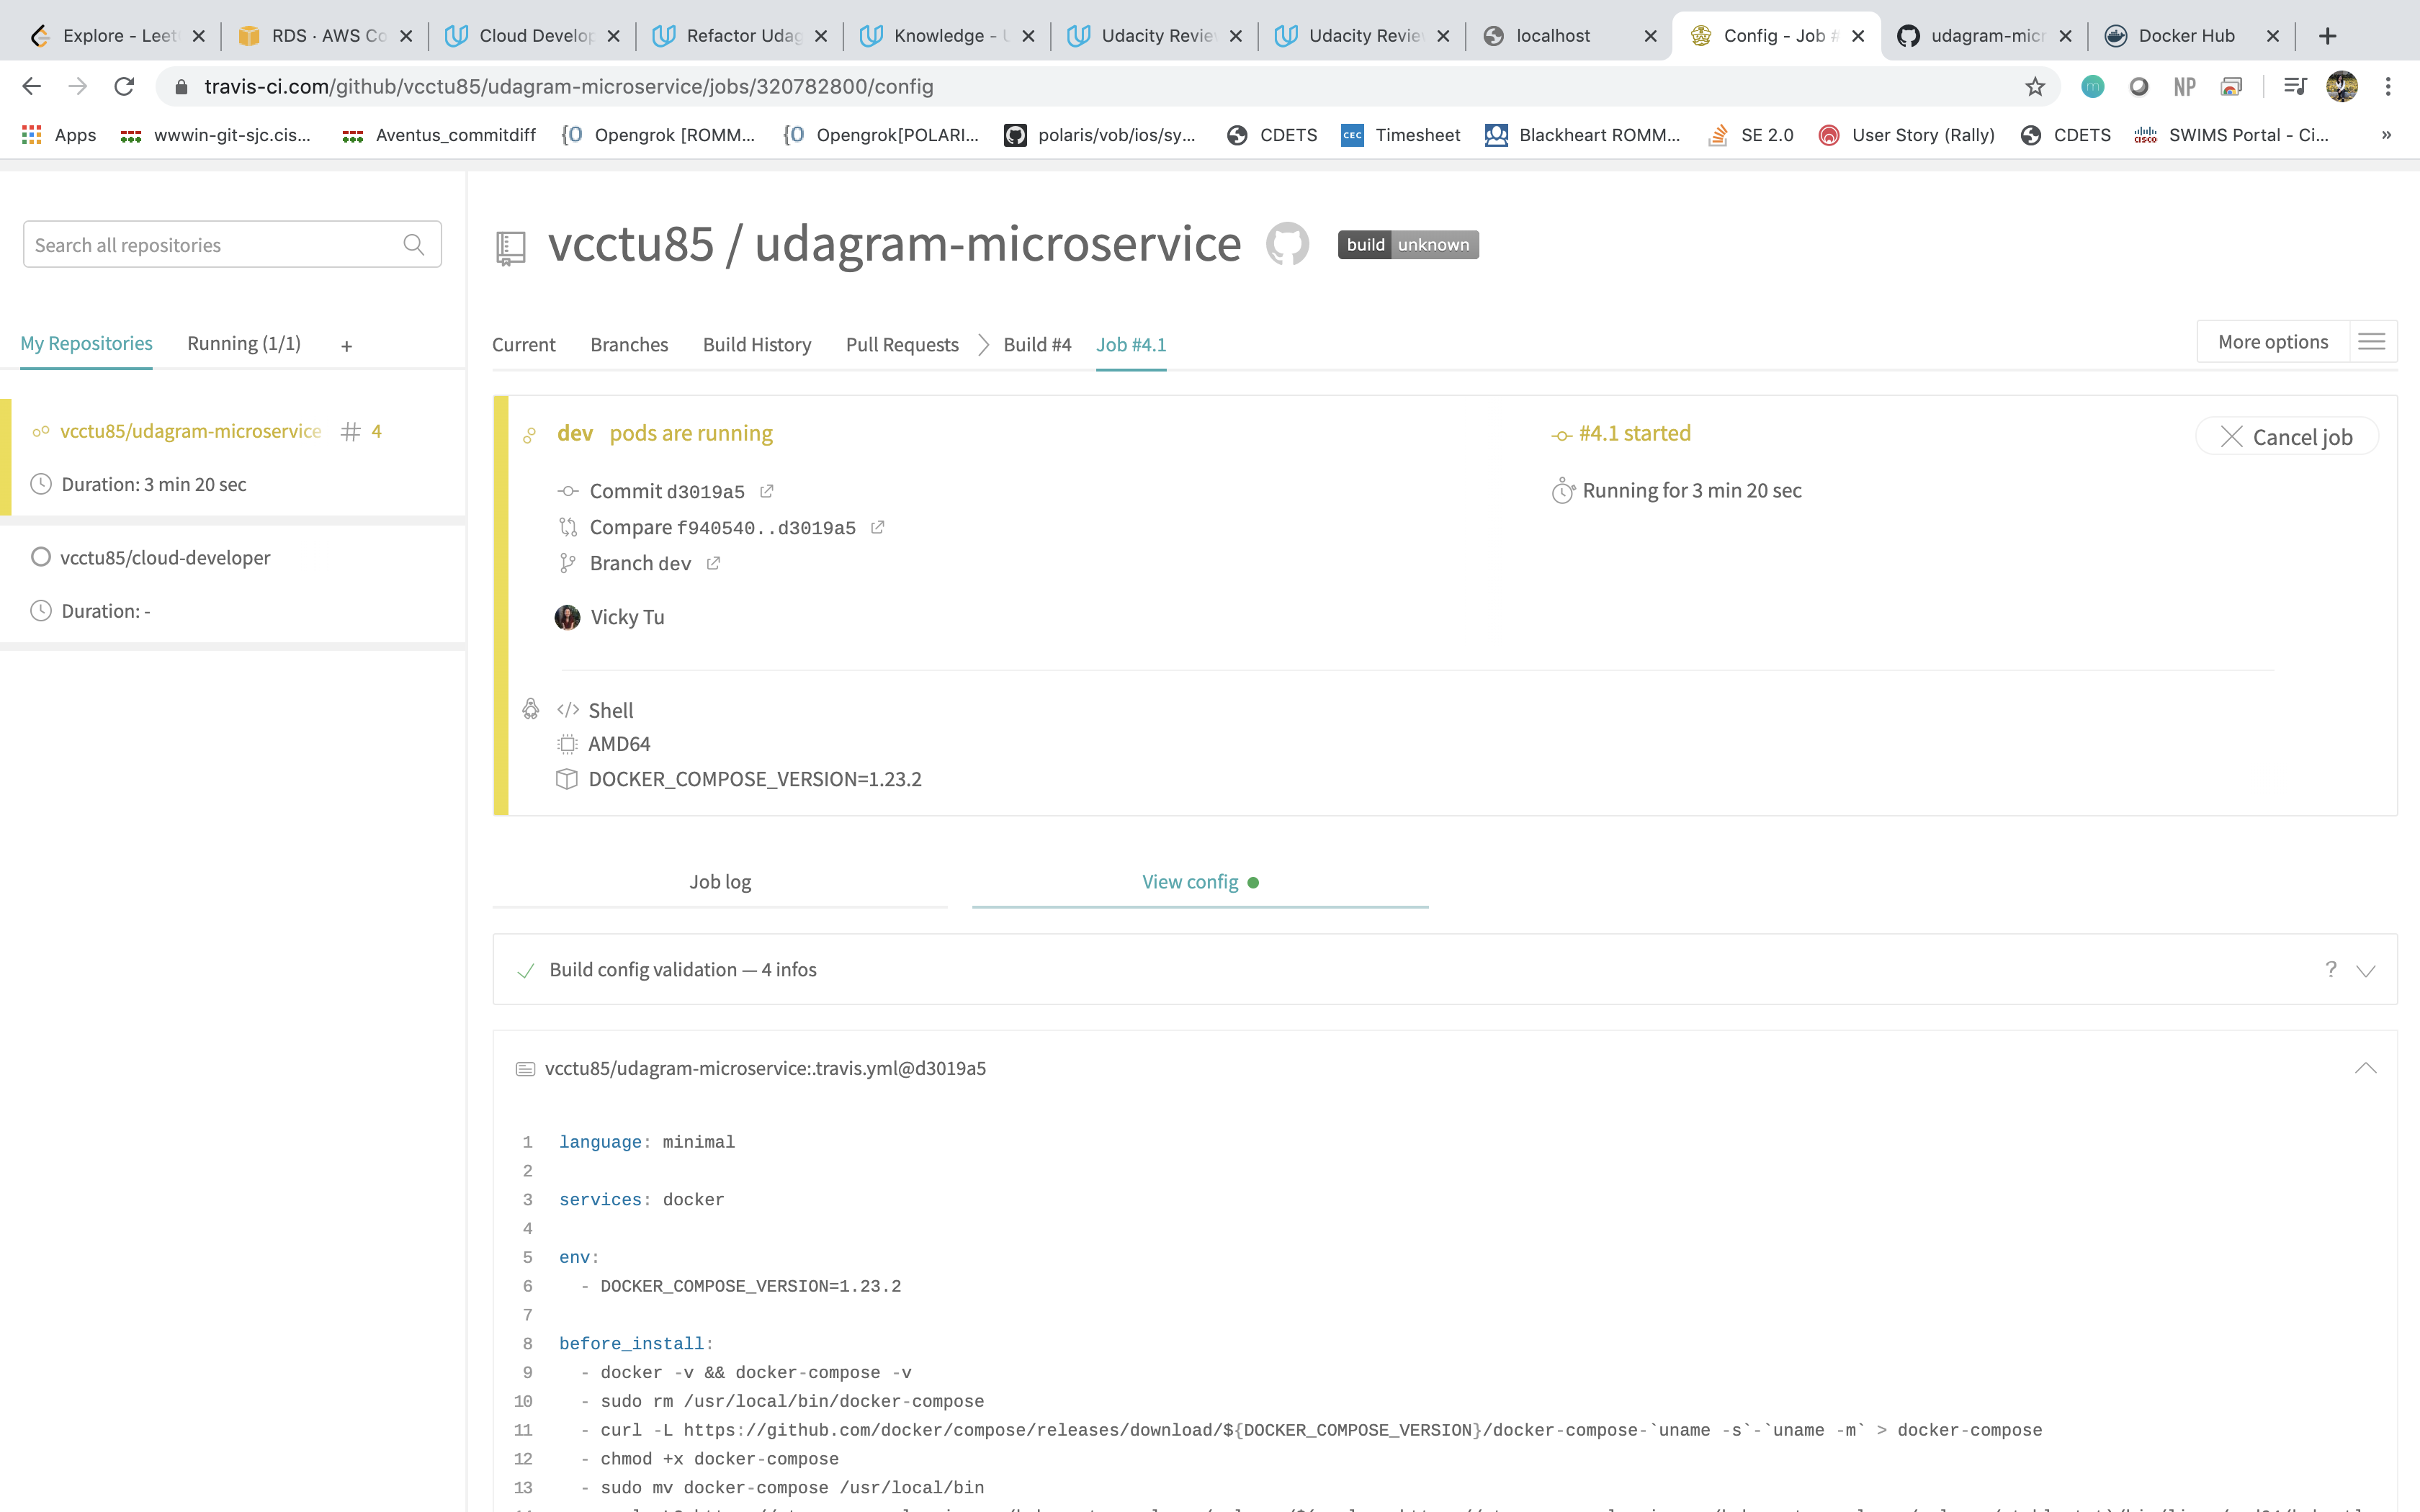 Explore - Leet
RDS · AWS Co
Cloud Develop
Refactor Udag
Knowledge - U
Udacity Review
Udacity Review
localhost
Config - Job #
udagram-micr
Docker Hub
travis-ci.com/github/vcctu85/udagram-microservice/jobs/320782800/config
NP
Apps
wwwin-git-sjc.cis...
Aventus_commitdiff
Opengrok [ROMM...
Opengrok[POLARI...
polaris/vob/ios/sy...
CDETS
CEC Timesheet
Blackheart ROMM...
SE 2.0
User Story (Rally)
CDETS
SWIMS Portal - Ci...
»
Search all repositories
vcctu85 / udagram-microservice
build unknown
My Repositories
Running (1/1)
+
Current
Branches
Build History
Pull Requests
Build #4
Job #4.1
More options
vcctu85/udagram-microservice # 4
Duration: 3 min 20 sec
vcctu85/cloud-developer
Duration: -
dev pods are running
Commit d3019a5
Compare f940540..d3019a5
Branch dev
Vicky Tu
#4.1 started
Running for 3 min 20 sec
Cancel job
</> Shell
AMD64
DOCKER_COMPOSE_VERSION=1.23.2
Job log
View config
Build config validation — 4 infos
?
vcctu85/udagram-microservice:.travis.yml@d3019a5
1 language: minimal
2
3 services: docker
4
5 env:
6 - DOCKER_COMPOSE_VERSION=1.23.2
7
8 before_install:
9 - docker -v && docker-compose -v
10 - sudo rm /usr/local/bin/docker-compose
11 - curl -L https://github.com/docker/compose/releases/download/${DOCKER_COMPOSE_VERSION}/docker-compose-`uname -s`-`uname -m` > docker-compose
12 - chmod +x docker-compose
13 - sudo mv docker-compose /usr/local/bin